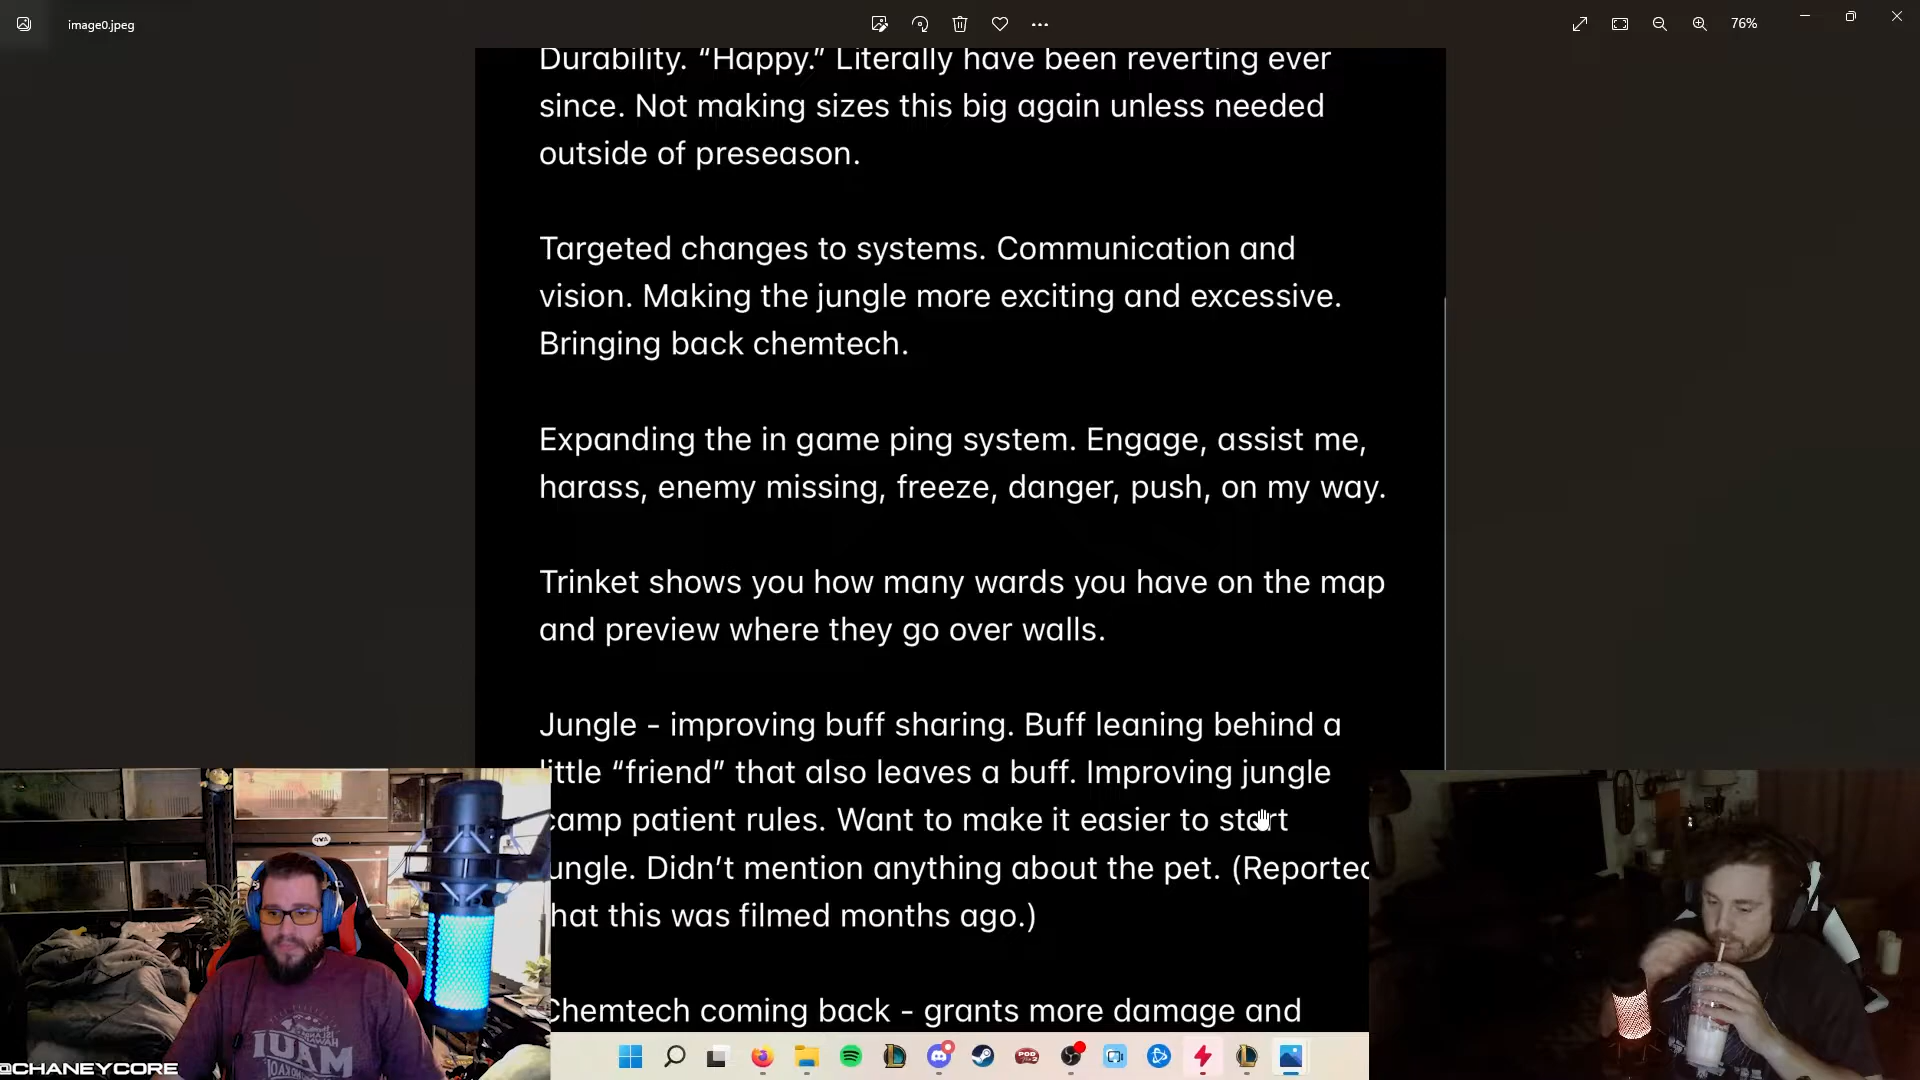 image0.jpeg
76%
Durability. “Happy.” Literally have been reverting ever
since. Not making sizes this big again unless needed
outside of preseason.
Targeted changes to systems. Communication and
vision. Making the jungle more exciting and excessive.
Bringing back chemtech.
Expanding the in game ping system. Engage, assist me,
harass, enemy missing, freeze, danger, push, on my way.
Trinket shows you how many wards you have on the map
and preview where they go over walls.
Jungle - improving buff sharing. Buff leaning behind a
little “friend” that also leaves a buff. Improving jungle
camp patient rules. Want to make it easier to start
ungle. Didn’t mention anything about the pet. (Reported
hat this was filmed months ago.)
Chemtech coming back - grants more damage and
MAUI
@CHANEYCORE
POD